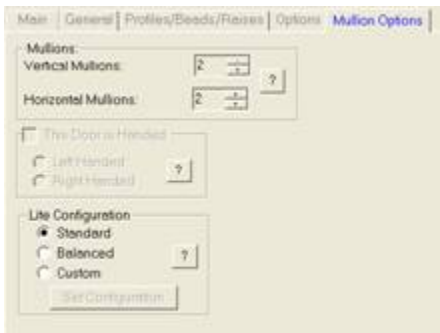 Main General Profiles/Beads/Raises Options Mullion Options
Mullions:
Vertical Mullions: 2 ?
Horizontal Mullions: 2
This Door is Handed
Left Handed
Right Handed ?
Lite Configuration
Standard
Balanced ?
Custom
Set Configuration